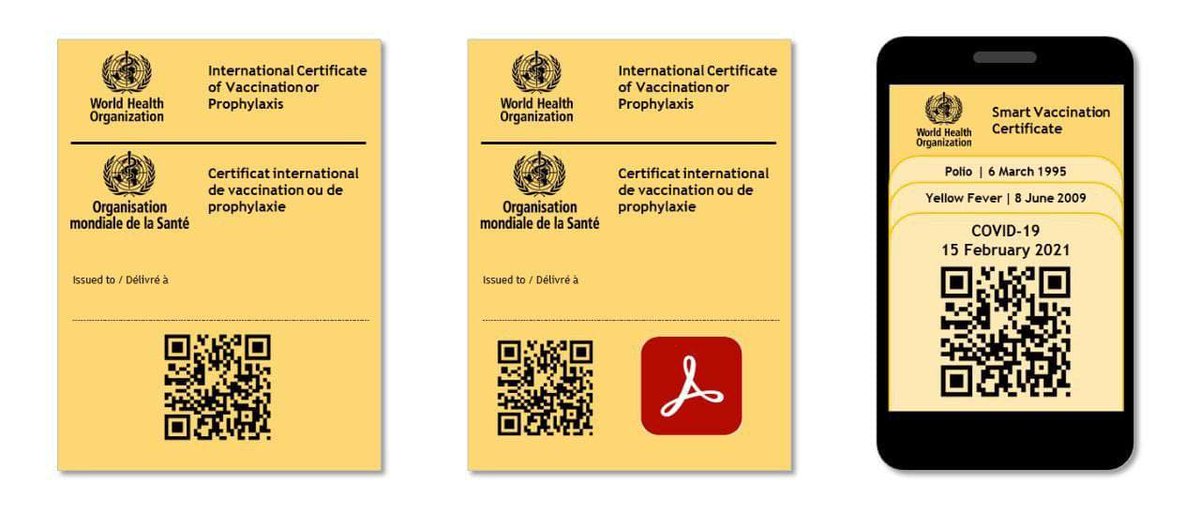 World Health
Organization
International Certificate
of Vaccination or
Prophylaxis
Organisation
mondiale de la Santé
Certificat international
de vaccination ou de
prophylaxie
Issued to / Délivré à
World Health
Organization
International Certificate
of Vaccination or
Prophylaxis
Organisation
mondiale de la Santé
Certificat international
de vaccination ou de
prophylaxie
Issued to / Délivré à
World Health
Organization
Smart Vaccination
Certificate
Polio | 6 March 1995
Yellow Fever | 8 June 2009
COVID-19
15 February 2021